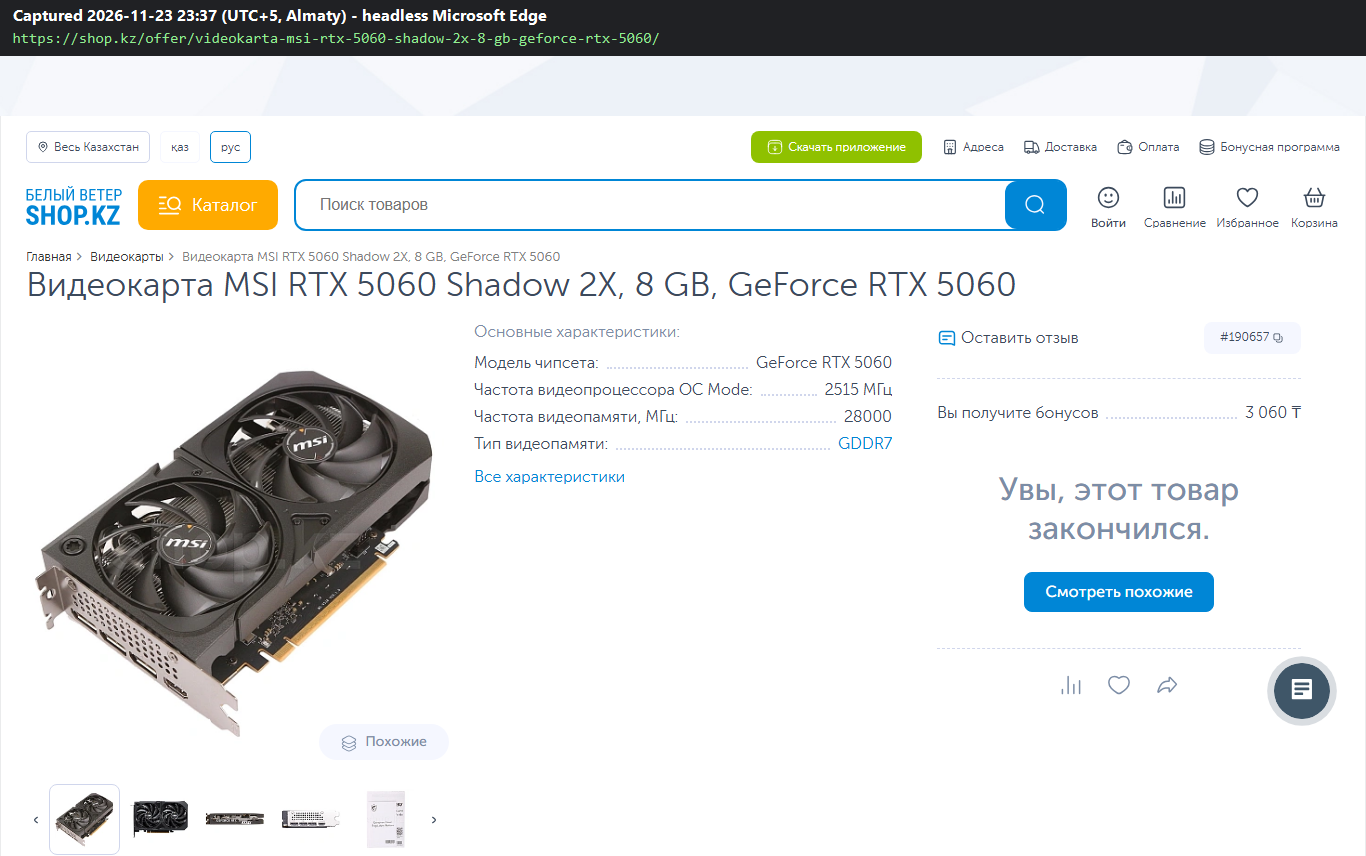 Captured 2026-11-23 23:37 (UTC+5, Almaty) - headless Microsoft Edge
https://shop.kz/offer/videokarta-msi-rtx-5060-shadow-2x-8-gb-geforce-rtx-5060/
Весь Казахстан
қаз
рус
Скачать приложение
Адреса
Доставка
Оплата
Бонусная программа
БЕЛЫЙ ВЕТЕР
SHOP.KZ
Каталог
Поиск товаров
Войти
Сравнение
Избранное
Корзина
Главная > Видеокарты > Видеокарта MSI RTX 5060 Shadow 2X, 8 GB, GeForce RTX 5060
Видеокарта MSI RTX 5060 Shadow 2X, 8 GB, GeForce RTX 5060
msi
msi
Похожие
Основные характеристики:
Модель чипсета: GeForce RTX 5060
Частота видеопроцессора OC Mode: 2515 МГц
Частота видеопамяти, МГц: 28000
Тип видеопамяти: GDDR7
Все характеристики
Оставить отзыв
#190657
Вы получите бонусов 3 060 ₸
Увы, этот товар
закончился.
Смотреть похожие